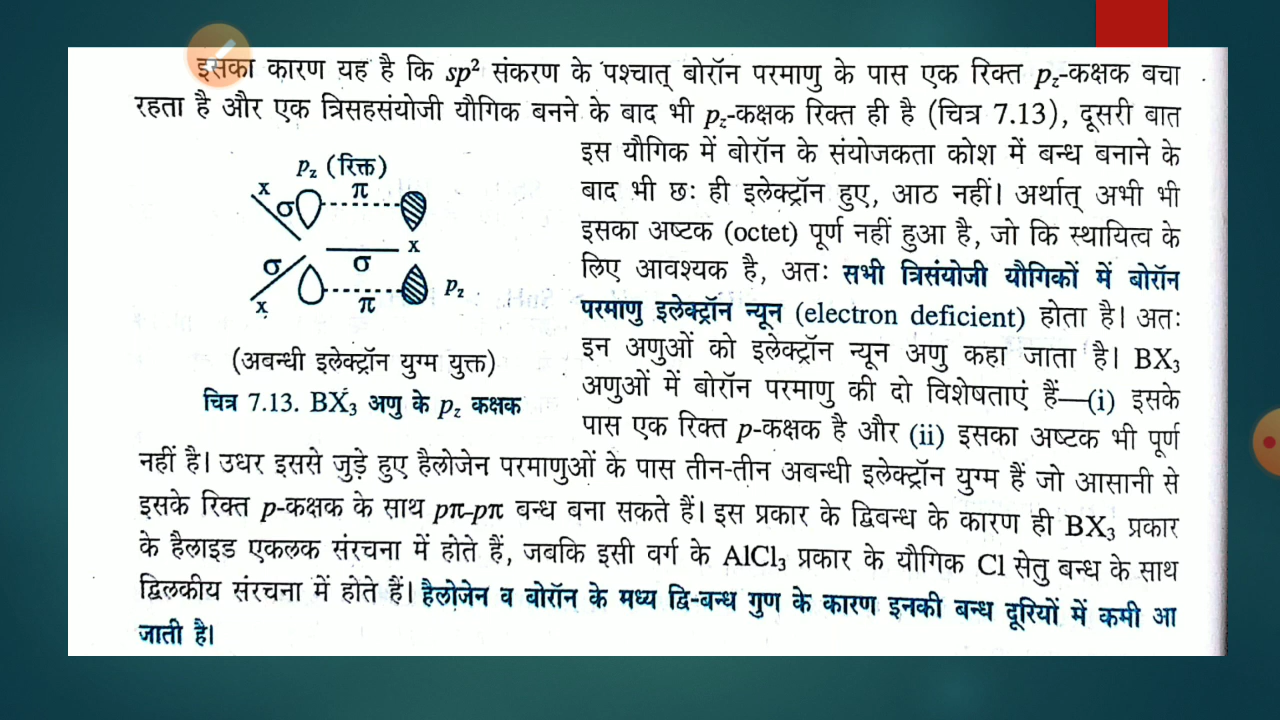 इसका कारण यह है कि sp² संकरण के पश्चात् बोरॉन परमाणु के पास एक रिक्त p_z-कक्षक बचा
रहता है और एक त्रिसहसंयोजी यौगिक बनने के बाद भी p_z-कक्षक रिक्त ही है (चित्र 7.13), दूसरी बात
इस यौगिक में बोरॉन के संयोजकता कोश में बन्ध बनाने के
बाद भी छः ही इलेक्ट्रॉन हुए, आठ नहीं। अर्थात् अभी भी
इसका अष्टक (octet) पूर्ण नहीं हुआ है, जो कि स्थायित्व के
लिए आवश्यक है, अतः सभी त्रिसंयोजी यौगिकों में बोरॉन
परमाणु इलेक्ट्रॉन न्यून (electron deficient) होता है। अतः
इन अणुओं को इलेक्ट्रॉन न्यून अणु कहा जाता है। BX₃
अणुओं में बोरॉन परमाणु की दो विशेषताएं हैं—(i) इसके
पास एक रिक्त p-कक्षक है और (ii) इसका अष्टक भी पूर्ण
p_z (रिक्त)
x σ π
x
σ σ
x π p_z
(अबन्धी इलेक्ट्रॉन युग्म युक्त)
चित्र 7.13. BX₃ अणु के p_z कक्षक
नहीं है। उधर इससे जुड़े हुए हैलोजेन परमाणुओं के पास तीन-तीन अबन्धी इलेक्ट्रॉन युग्म हैं जो आसानी से
इसके रिक्त p-कक्षक के साथ pπ-pπ बन्ध बना सकते हैं। इस प्रकार के द्विबन्ध के कारण ही BX₃ प्रकार
के हैलाइड एकलक संरचना में होते हैं, जबकि इसी वर्ग के AlCl₃ प्रकार के यौगिक Cl सेतु बन्ध के साथ
द्विलकीय संरचना में होते हैं। हैलोजेन व बोरॉन के मध्य द्वि-बन्ध गुण के कारण इनकी बन्ध दूरियों में कमी आ
जाती है।